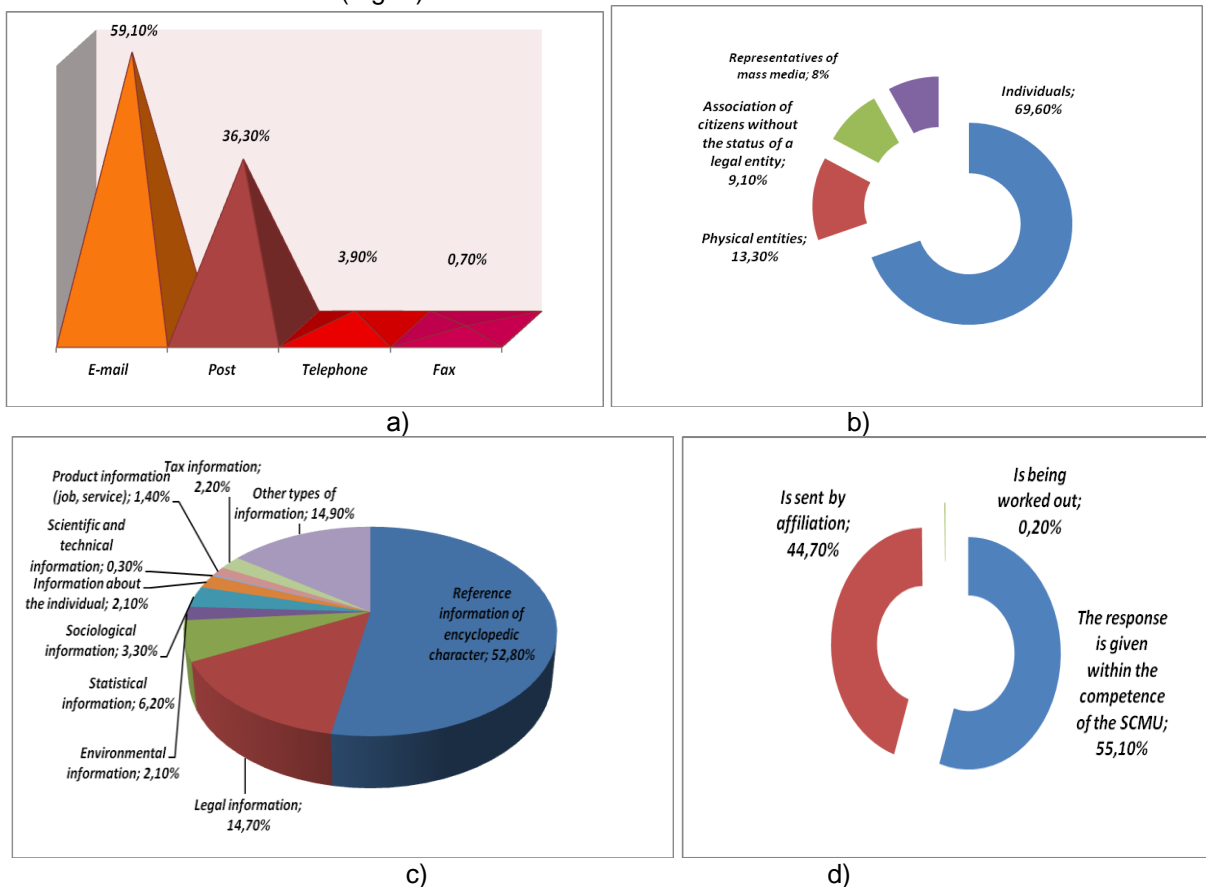 59,10%
36,30%
3,90%
0,70%
E-mail
Post
Telephone
Fax
a)
Representatives of
mass media; 8%
Association of
citizens without
the status of a
legal entity;
9,10%
Physical entities;
13,30%
Individuals;
69,60%
b)
Tax information;
2,20%
Product information
(job, service); 1,40%
Other types of
information; 14,90%
Scientific and
technical
information; 0,30%
Information about
the individual; 2,10%
Sociological
information; 3,30%
Statistical
information; 6,20%
Environmental
information; 2,10%
Legal information;
14,70%
Reference
information of
encyclopedic
character; 52,80%
c)
Is sent by
affiliation;
44,70%
Is being
worked out;
0,20%
The response
is given
within the
competence
of the SCMU;
55,10%
d)